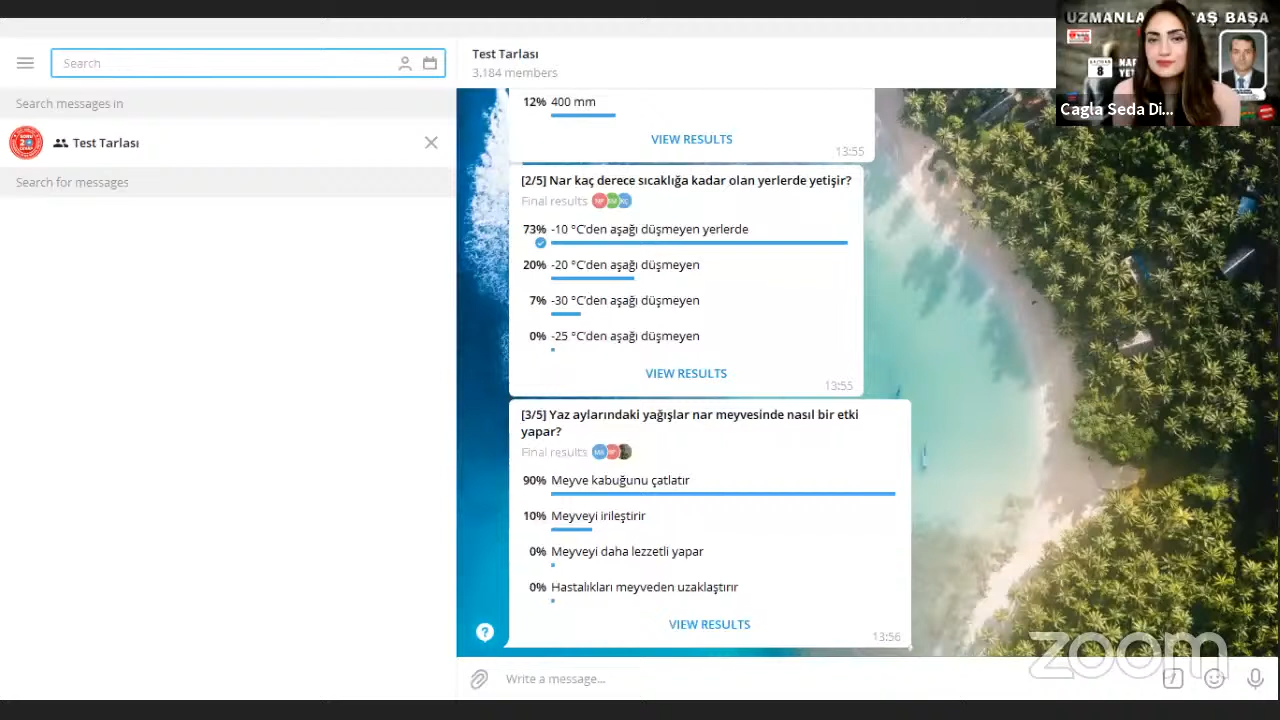 Search
Search messages in
Test Tarlası
Search for messages
Test Tarlası
3,184 members
12% 400 mm
VIEW RESULTS
13:55
[2/5] Nar kaç derece sıcaklığa kadar olan yerlerde yetişir?
Final results
73% -10 °C'den aşağı düşmeyen yerlerde
20% -20 °C'den aşağı düşmeyen
7% -30 °C'den aşağı düşmeyen
0% -25 °C'den aşağı düşmeyen
VIEW RESULTS
13:55
[3/5] Yaz aylarındaki yağışlar nar meyvesinde nasıl bir etki
yapar?
Final results
90% Meyve kabuğunu çatlatır
10% Meyveyi irileştirir
0% Meyveyi daha lezzetli yapar
0% Hastalıkları meyveden uzaklaştırır
VIEW RESULTS
13:56
Write a message...
BAŞA
8
Cagla Seda Di...
zoom